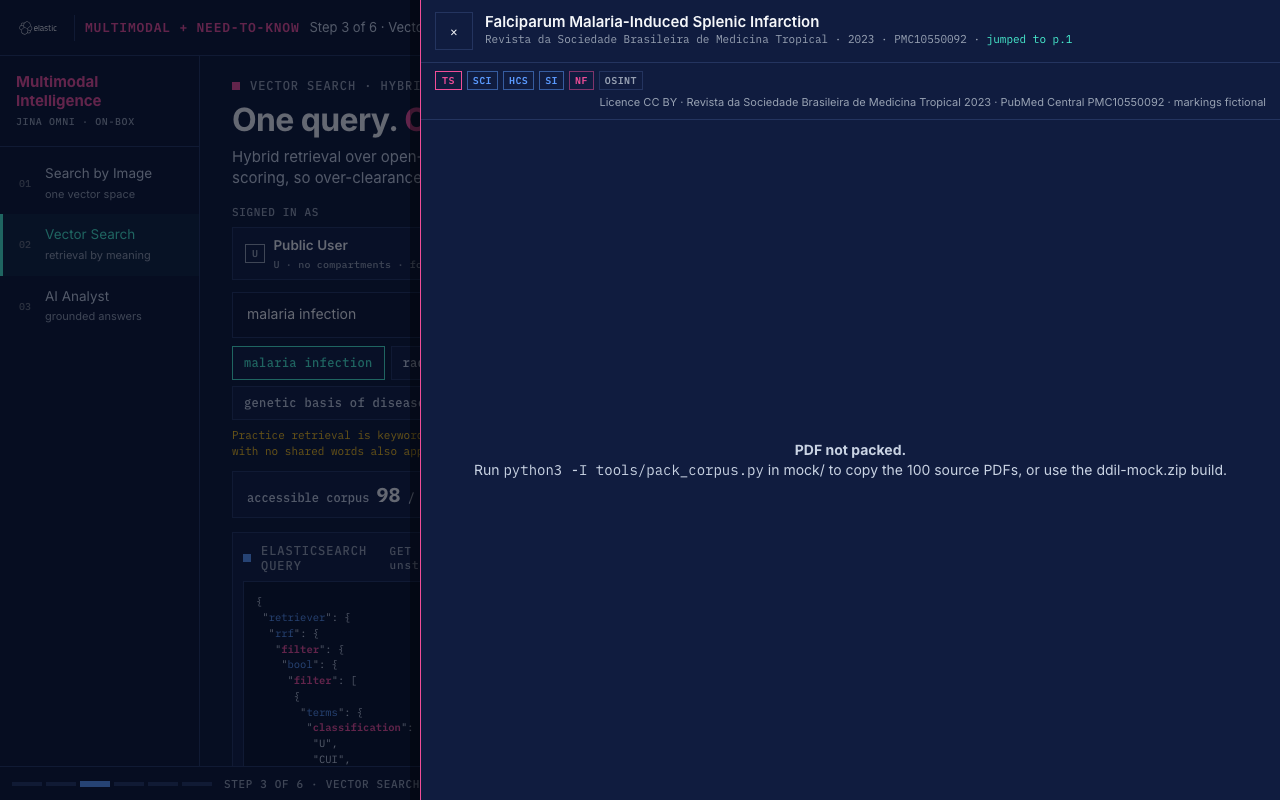 elastic
MULTIMODAL + NEED-TO-KNOW
Step 3 of 6 · Vecto
Multimodal
Intelligence
JINA OMNI · ON-BOX
01
Search by Image
one vector space
02
Vector Search
retrieval by meaning
03
AI Analyst
grounded answers
VECTOR SEARCH · HYBRI
One query.
Hybrid retrieval over open-
scoring, so over-clearance
SIGNED IN AS
U
Public User
U · no compartments ·
malaria infection
malaria infection
genetic basis of diseas
Practice retrieval is keyword
with no shared words also app
accessible corpus 98 /
ELASTICSEARCH
QUERY
GET
unst
{
"retriever": {
"rrf": {
"filter": {
"bool": {
"filter": [
{
"terms": {
"classification":
"U",
"CUI",
STEP 3 OF 6 · VECTOR SEARCH
×
Falciparum Malaria-Induced Splenic Infarction
Revista da Sociedade Brasileira de Medicina Tropical · 2023 · PMC10550092 · jumped to p.1
TS
SCI
HCS
SI
NF
OSINT
Licence CC BY · Revista da Sociedade Brasileira de Medicina Tropical 2023 · PubMed Central PMC10550092 · markings fictional
PDF not packed.
Run python3 -I tools/pack_corpus.py in mock/ to copy the 100 source PDFs, or use the ddil-mock.zip build.